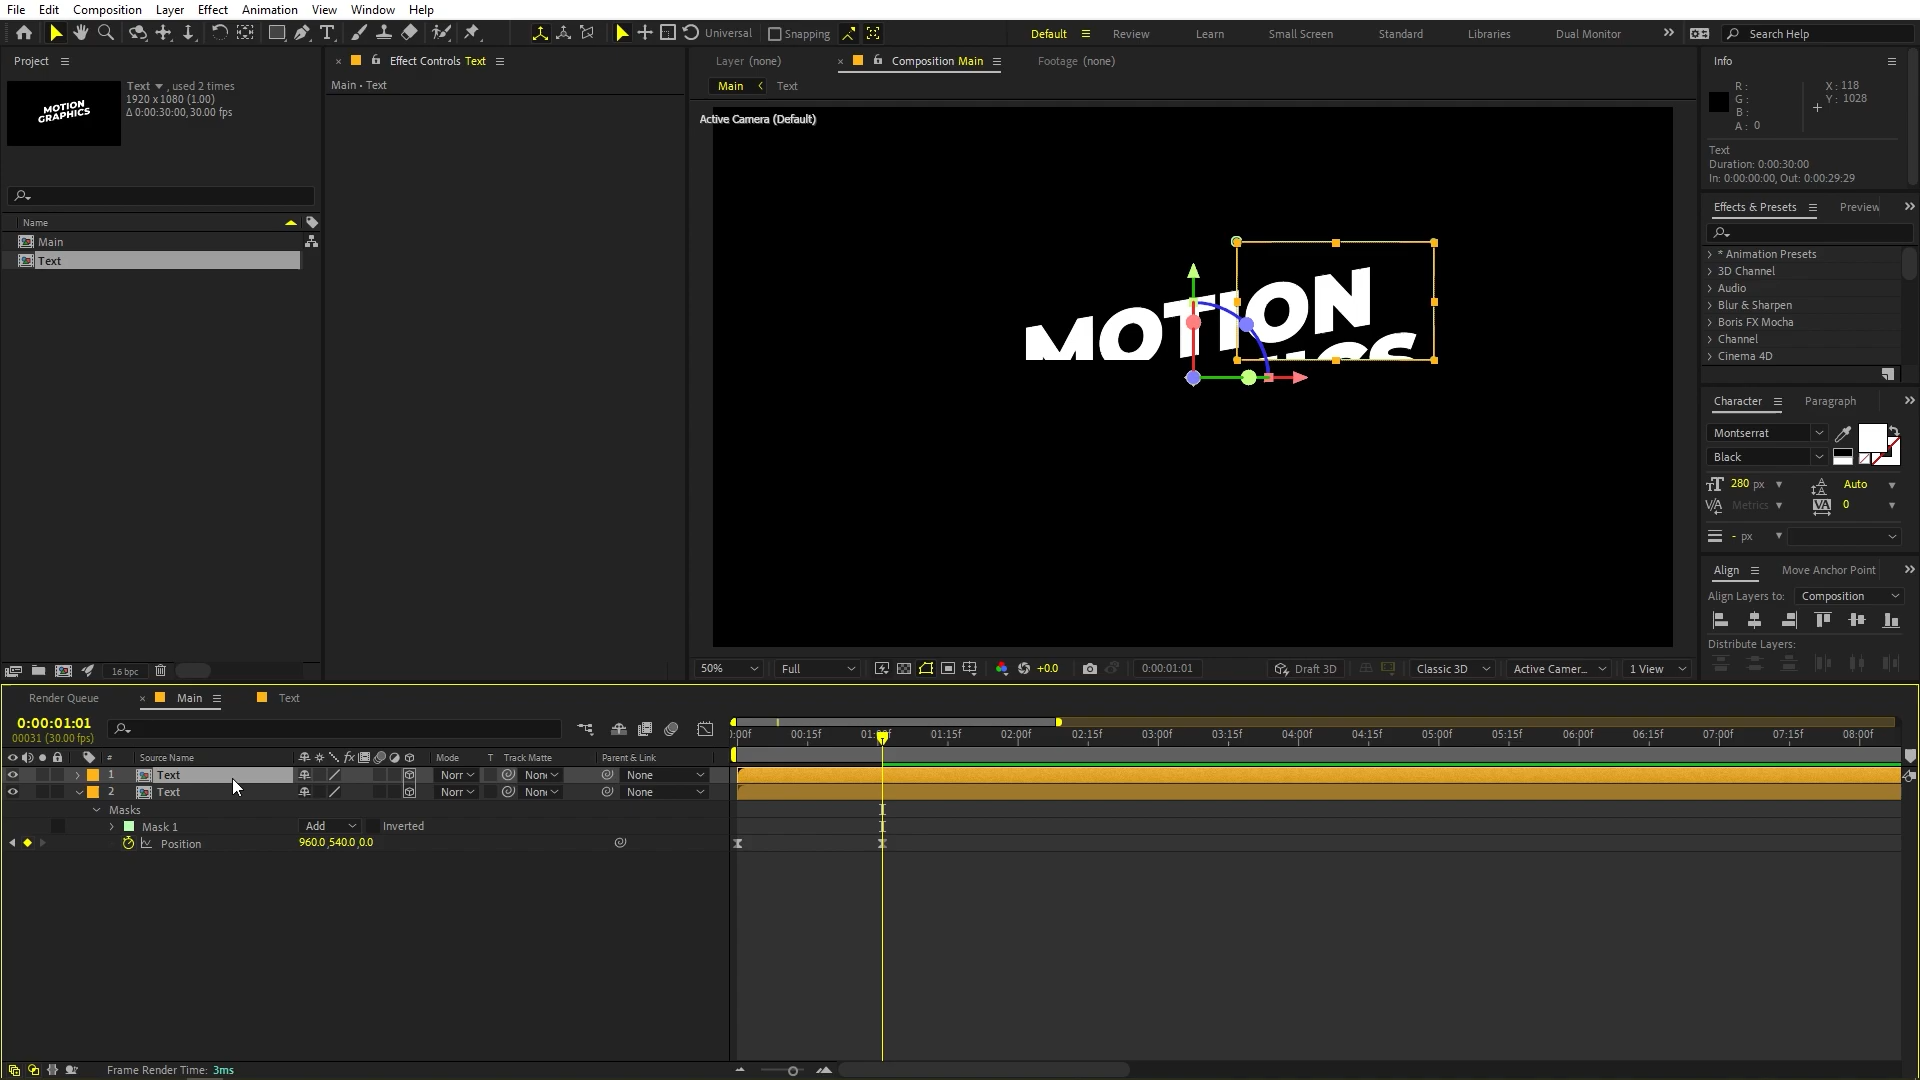 File Edit Composition Layer Effect Animation View Window Help
Universal Snapping Default Review Learn Small Screen Standard Libraries Dual Monitor Search Help
Project
Effect Controls Text
Layer (none)
Composition Main
Footage (none)
Info
Text , used 2 times
1920 x 1080 (1.00)
Δ 0:00:30:00, 30.00 fps
MOTION
GRAPHICS
Main • Text
Main Text
R :
G :
B :
A : 0
X : 118
Y : 1028
Active Camera (Default)
Text
Duration: 0:00:30:00
In: 0:00:00:00, Out: 0:00:29:29
Effects & Presets Preview
Name
Main
Text
* Animation Presets
3D Channel
Audio
Blur & Sharpen
Boris FX Mocha
Channel
Cinema 4D
MOTION
Character Paragraph
Montserrat
Black
280 px Auto
Metrics 0
- px
Align Move Anchor Point
Align Layers to: Composition
Distribute Layers:
16 bpc
50% Full +0.0 0:00:01:01 Draft 3D Classic 3D Active Camer... 1 View
Render Queue Main Text
0:00:01:01
00031 (30.00 fps)
:00f 00:15f 01:00f 01:15f 02:00f 02:15f 03:00f 03:15f 04:00f 04:15f 05:00f 05:15f 06:00f 06:15f 07:00f 07:15f 08:00f
# Source Name Mode T Track Matte Parent & Link
1 Text Norr None None
2 Text Norr None None
Masks
Mask 1 Add Inverted
Position 960.0,540.0,0.0
Frame Render Time: 3ms